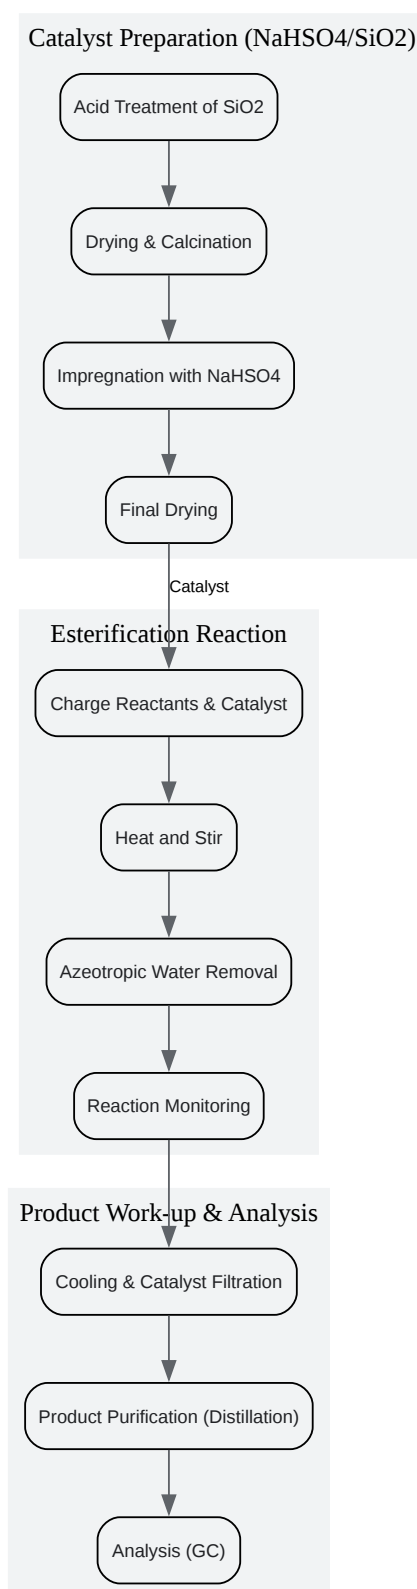 Catalyst Preparation (NaHSO4/SiO2)
Acid Treatment of SiO2
Drying & Calcination
Impregnation with NaHSO4
Final Drying
Catalyst
Esterification Reaction
Charge Reactants & Catalyst
Heat and Stir
Azeotropic Water Removal
Reaction Monitoring
Product Work-up & Analysis
Cooling & Catalyst Filtration
Product Purification (Distillation)
Analysis (GC)